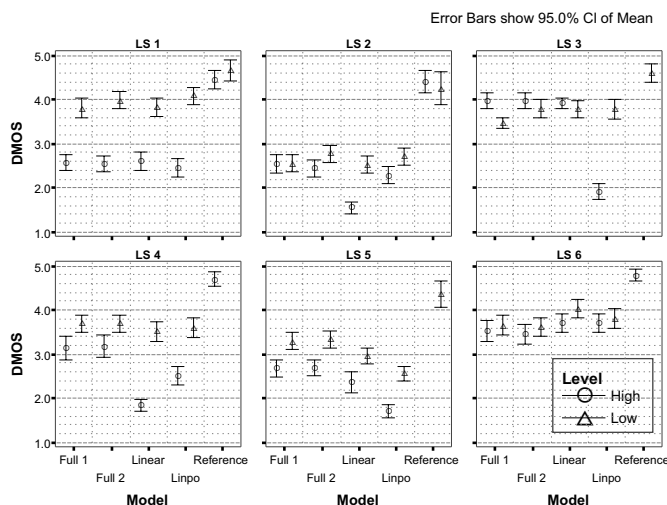 Error Bars show 95.0% Cl of Mean
LS 1
LS 2
LS 3
DMOS
5.0
4.0
3.0
2.0
1.0
LS 4
LS 5
LS 6
DMOS
5.0
4.0
3.0
2.0
1.0
Level
High
Low
Full 1
Linear
Reference
Full 1
Linear
Reference
Full 1
Linear
Reference
Full 2
Linpo
Full 2
Linpo
Full 2
Linpo
Model
Model
Model